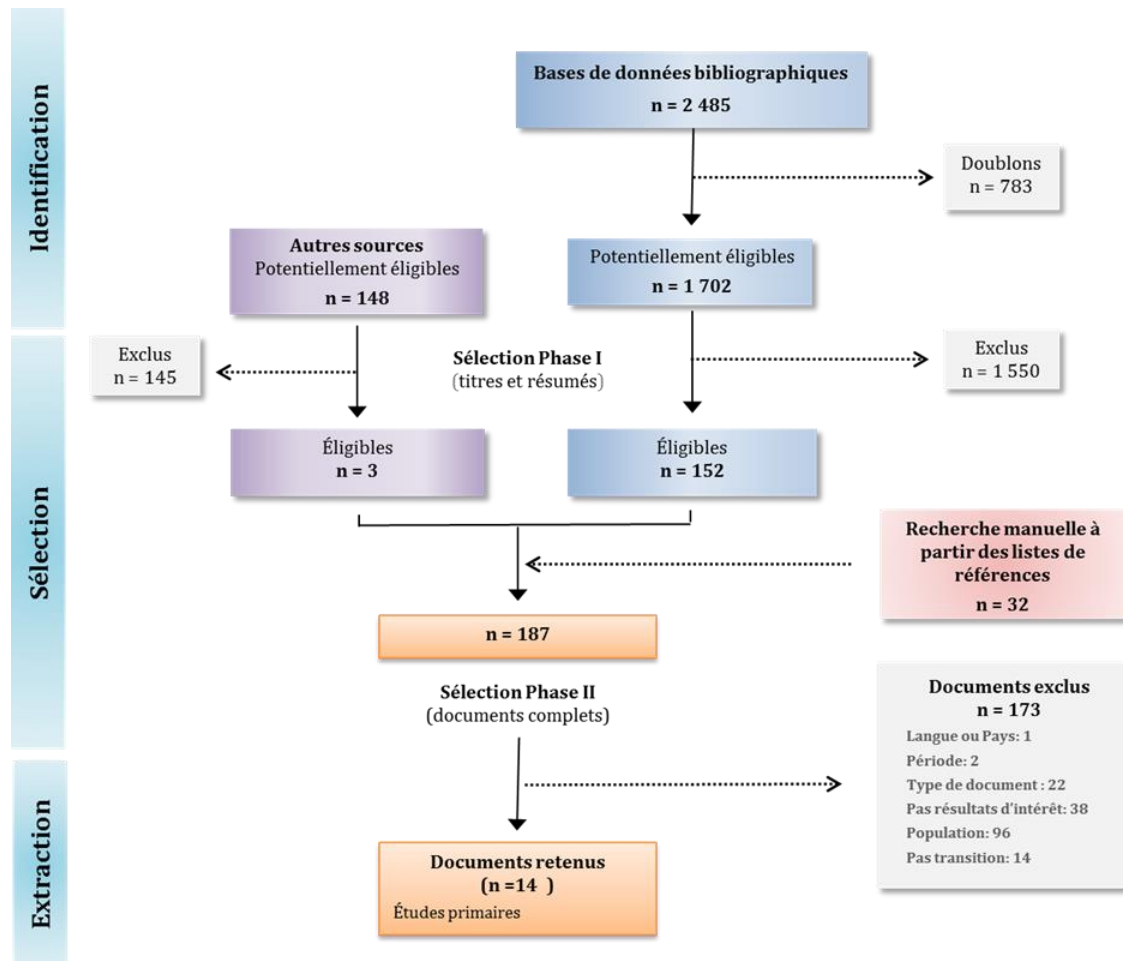 Identification
Bases de données bibliographiques
n = 2 485
Doublons
n = 783
Autres sources
Potentiellement éligibles
n = 148
Potentiellement éligibles
n = 1 702
Sélection
Exclus
n = 145
Sélection Phase I
(titres et résumés)
Exclus
n = 1 550
Éligibles
n = 3
Éligibles
n = 152
Recherche manuelle à
partir des listes de
références
n = 32
n = 187
Sélection Phase II
(documents complets)
Documents exclus
n = 173
Langue ou Pays: 1
Période: 2
Type de document : 22
Pas résultats d'intérêt: 38
Population: 96
Pas transition: 14
Extraction
Documents retenus
(n =14 )
Études primaires